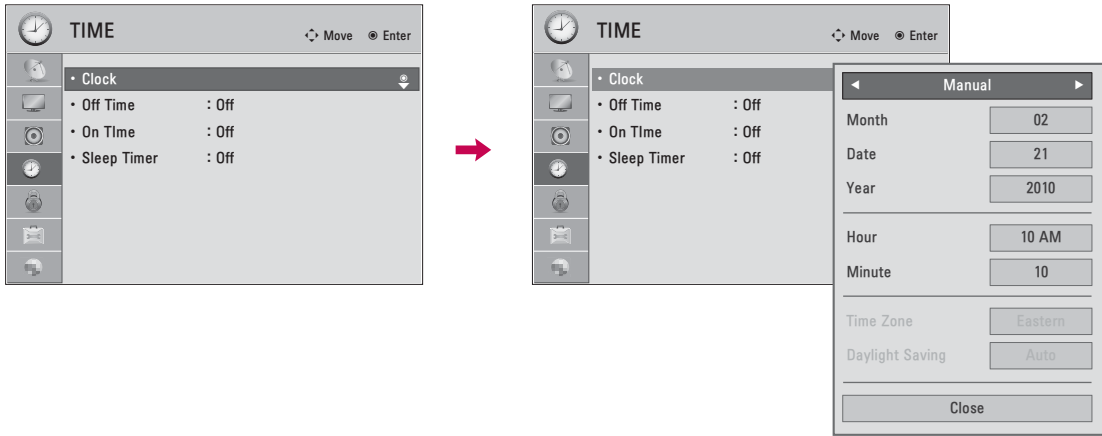 TIME Move Enter
• Clock
• Off Time : Off
• On TIme : Off
• Sleep Timer : Off
TIME Move Enter
• Clock
• Off Time : Off
• On TIme : Off
• Sleep Timer : Off
Manual
Month 02
Date 21
Year 2010
Hour 10 AM
Minute 10
Time Zone Eastern
Daylight Saving Auto
Close